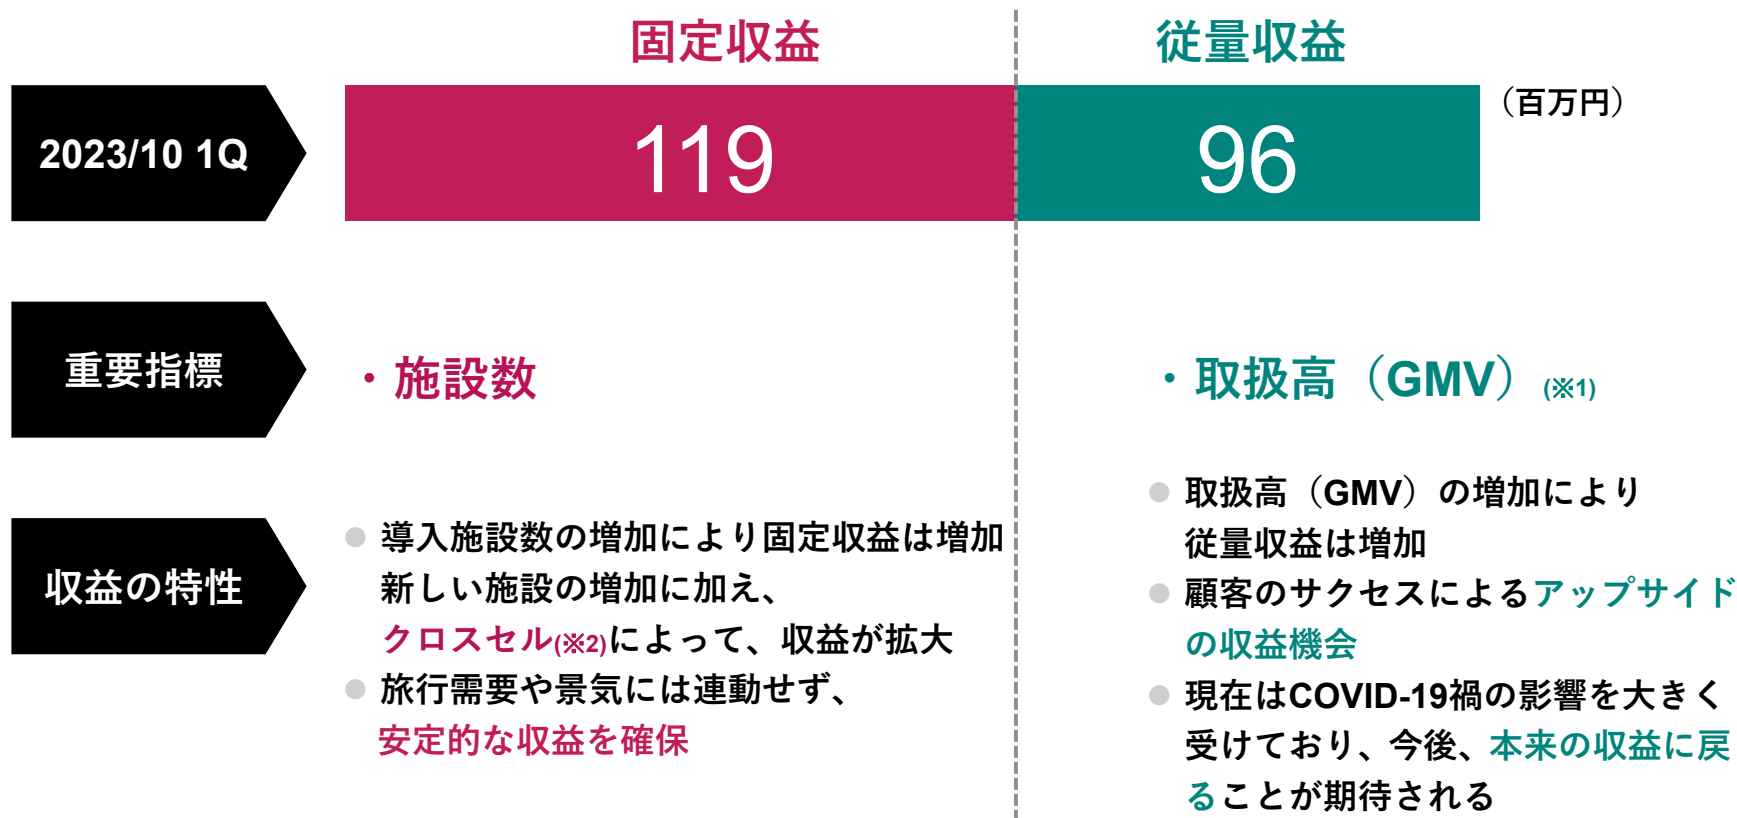 固定収益
従量収益
2023/10 1Q
119
96
（百万円）
重要指標
・施設数
・取扱高（GMV）(※1)
収益の特性
● 導入施設数の増加により固定収益は増加
新しい施設の増加に加え、
クロスセル(※2)によって、収益が拡大
● 旅行需要や景気には連動せず、
安定的な収益を確保
● 取扱高（GMV）の増加により
従量収益は増加
● 顧客のサクセスによるアップサイド
の収益機会
● 現在はCOVID-19禍の影響を大きく
受けており、今後、本来の収益に戻
ることが期待される